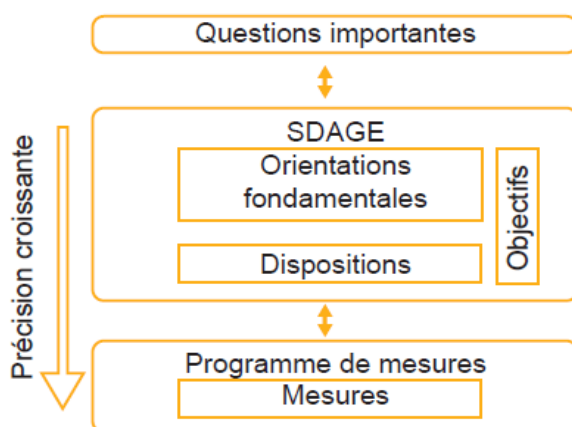 Questions importantes
SDAGE
Orientations
fondamentales
Dispositions
Objectifs
Précision croissante
Programme de mesures
Mesures